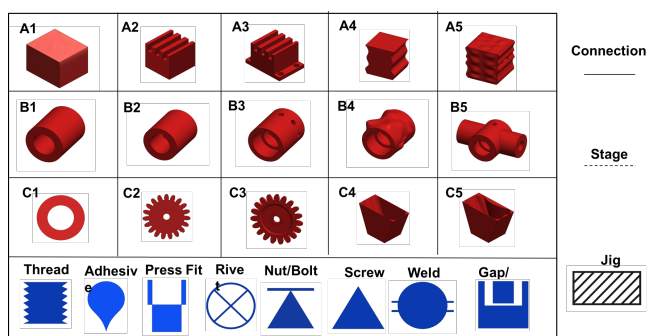 A1 A2 A3 A4 A5
Connection
B1 B2 B3 B4 B5
Stage
C1 C2 C3 C4 C5
Jig
Thread Adhesiv Press Fit Rive Nut/Bolt Screw Weld Gap/
e t